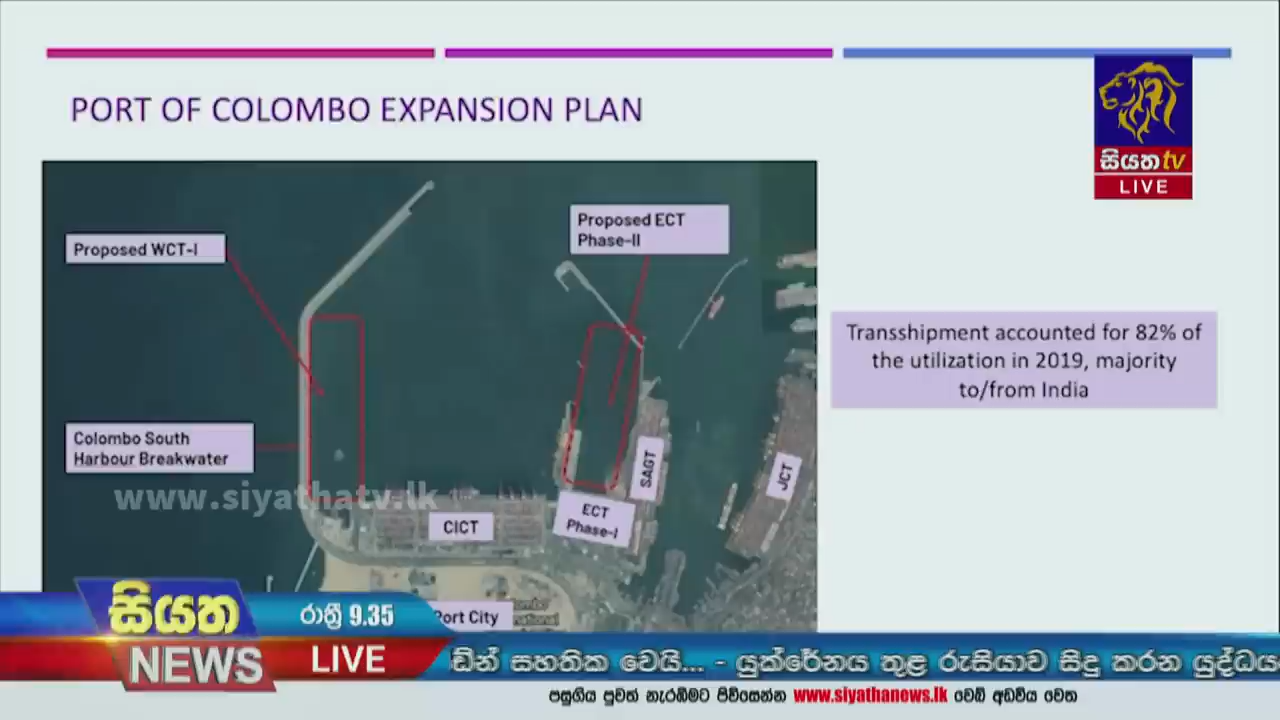 PORT OF COLOMBO EXPANSION PLAN
සියත tv
LIVE
Proposed WCT-I
Proposed ECT
Phase-II
Transshipment accounted for 82% of
the utilization in 2019, majority
to/from India
Colombo South
Harbour Breakwater
SAGT
JCT
www.siyathatv.lk
ECT
Phase-I
CICT
Port City
සියත
NEWS
රාත්‍රී 9.35
LIVE
ඩින් සහතික වෙයි... - යුක්රේනය තුළ රුසියාව සිදු කරන යුද්ධය
පසුගිය පුවත් නැරඹීමට පිවිසෙන්න www.siyathanews.lk වෙබ් අඩවිය වෙත